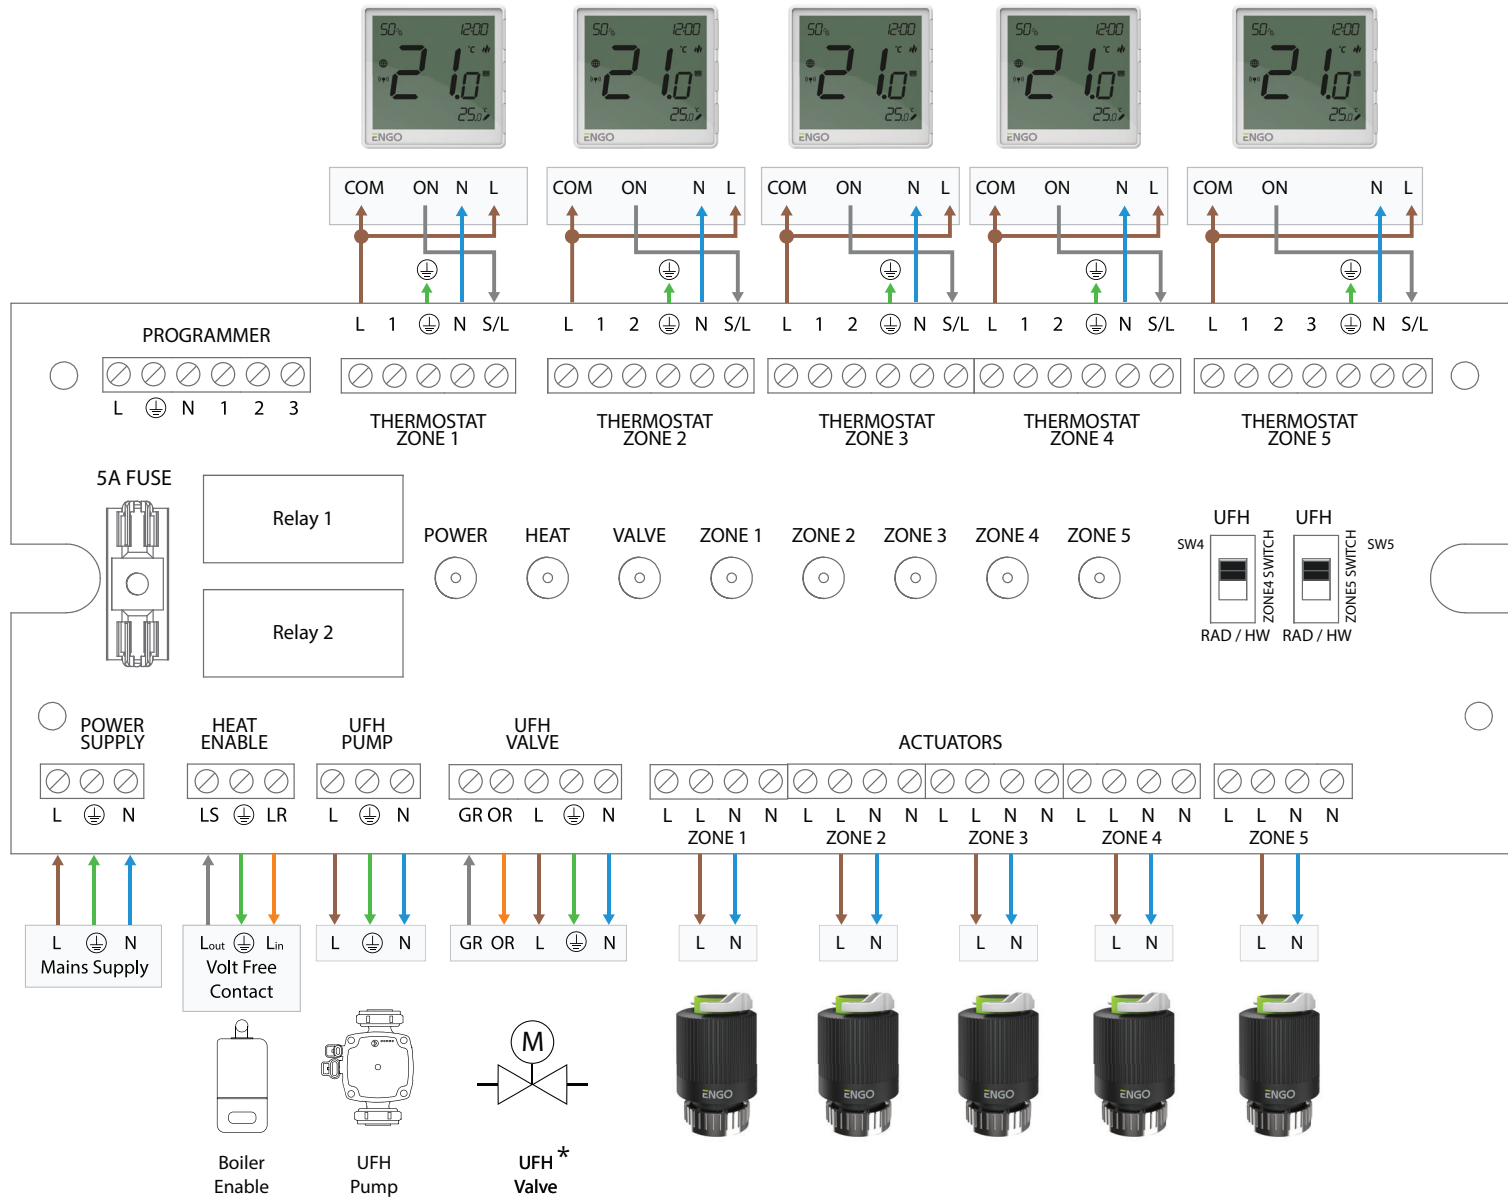 50% 12:00 50% 12:00 50% 12:00 50% 12:00 50% 12:00
21.0 °C 21.0 °C 21.0 °C 21.0 °C 21.0 °C
25.0 °C 25.0 °C 25.0 °C 25.0 °C 25.0 °C
ENGO ENGO ENGO ENGO ENGO
COM ON N L COM ON N L COM ON N L COM ON N L COM ON N L
L 1 N S/L L 1 2 N S/L L 1 2 N S/L L 1 2 N S/L L 1 2 3 N S/L
PROGRAMMER
L N 1 2 3
THERMOSTAT ZONE 1
THERMOSTAT ZONE 2
THERMOSTAT ZONE 3
THERMOSTAT ZONE 4
THERMOSTAT ZONE 5
5A FUSE
Relay 1
Relay 2
POWER HEAT VALVE ZONE 1 ZONE 2 ZONE 3 ZONE 4 ZONE 5
UFH UFH
SW4 ZONE4 SWITCH ZONE5 SWITCH SW5
RAD / HW RAD / HW
POWER SUPPLY
HEAT ENABLE
UFH PUMP
UFH VALVE
ACTUATORS
L N LS LR L N GR OR L N L L N N L L N N L L N N L L N N L L N N
ZONE 1 ZONE 2 ZONE 3 ZONE 4 ZONE 5
L N Lout Lin L N GR OR L N L N L N L N L N L N
Mains Supply
Volt Free
Contact
M
ENGO ENGO ENGO ENGO ENGO
Boiler
Enable
UFH
Pump
UFH *
Valve